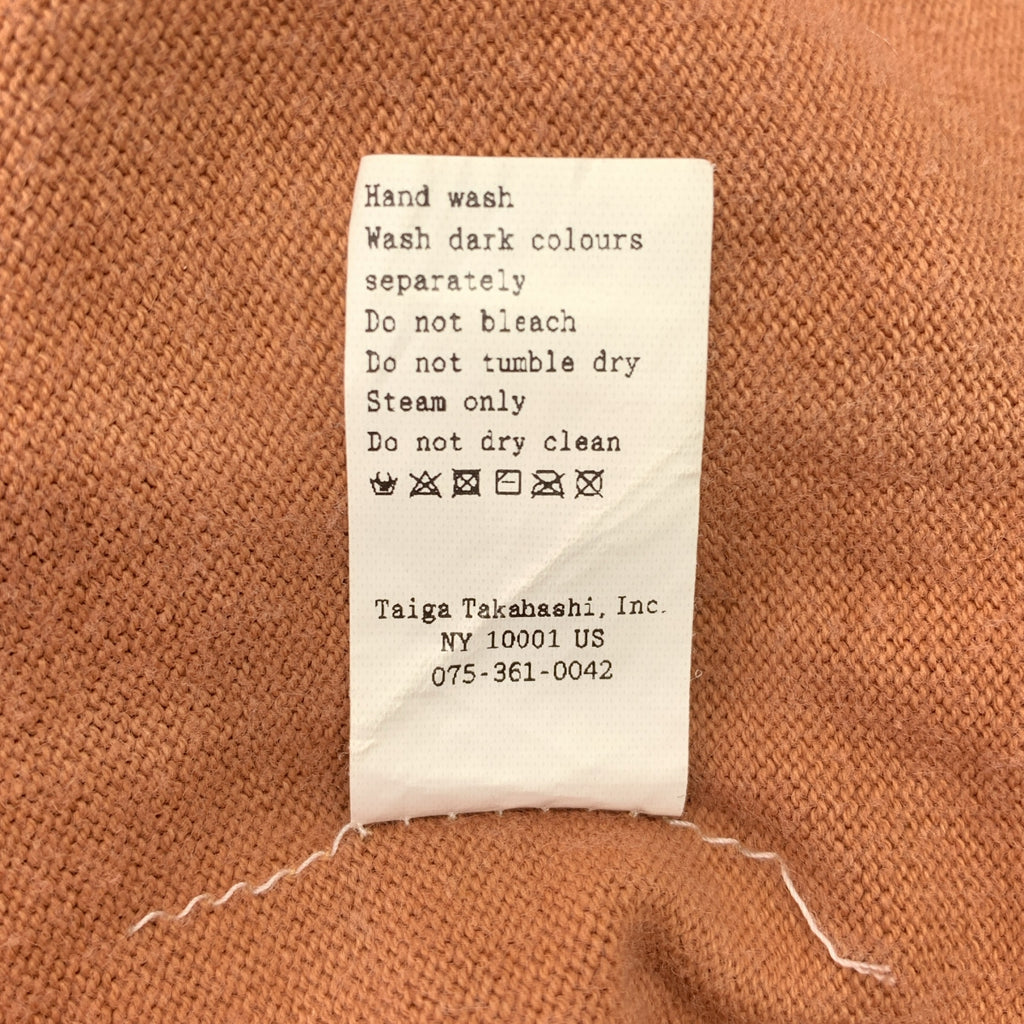 Hand wash
Wash dark colours
separately
Do not bleach
Do not tumble dry
Steam only
Do not dry clean
Taiga Takahashi, Inc.
NY 10001 US
075-361-0042